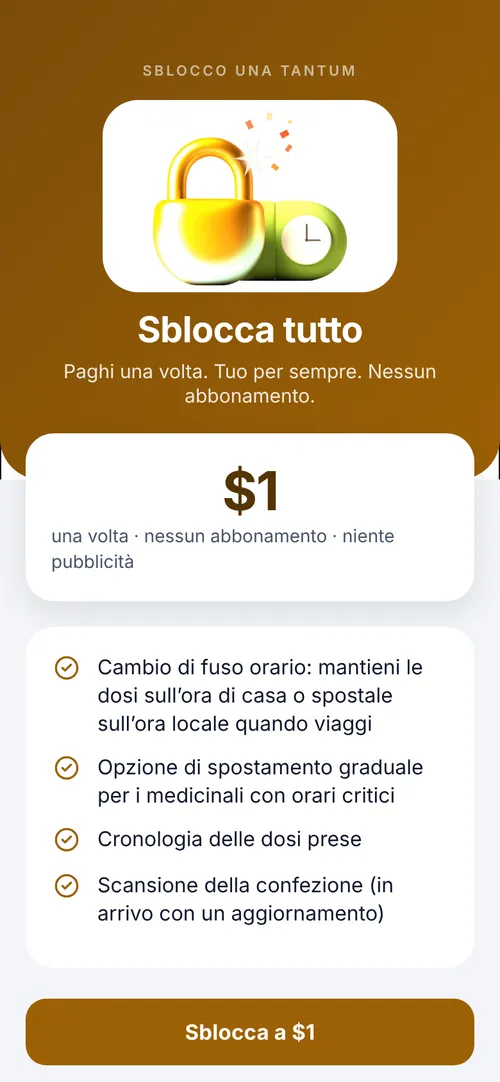 SBLOCCO UNA TANTUM
Sblocca tutto
Paghi una volta. Tuo per sempre. Nessun
abbonamento.
$1
una volta · nessun abbonamento · niente
pubblicità
Cambio di fuso orario: mantieni le
dosi sull’ora di casa o spostale
sull’ora locale quando viaggi
Opzione di spostamento graduale
per i medicinali con orari critici
Cronologia delle dosi prese
Scansione della confezione (in
arrivo con un aggiornamento)
Sblocca a $1